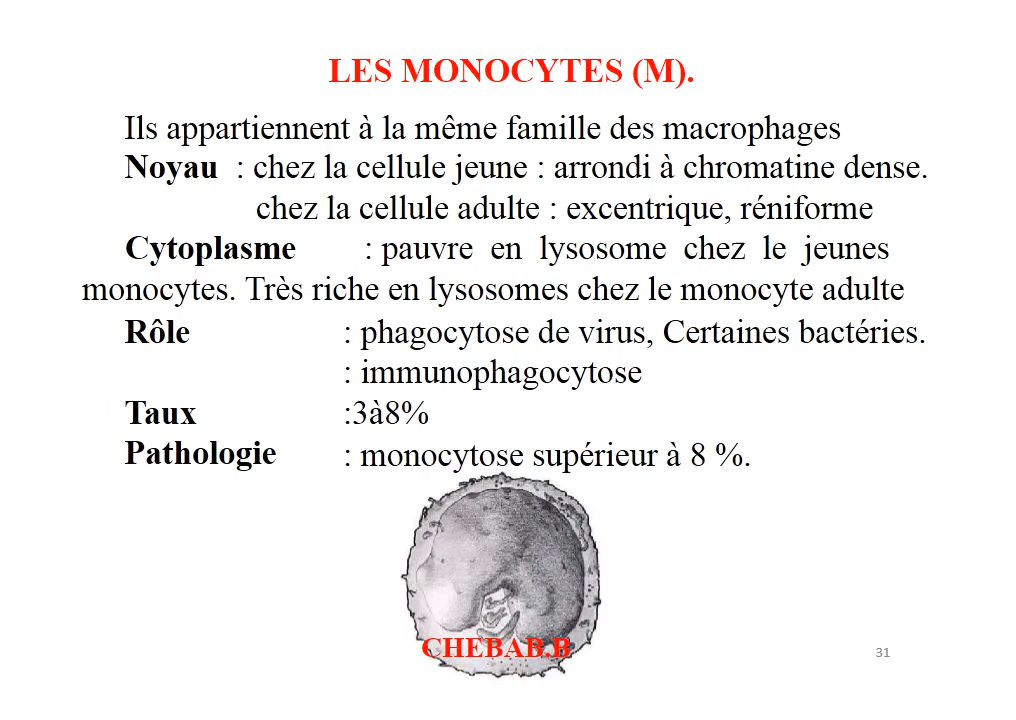 LES MONOCYTES (M).
Ils appartiennent à la même famille des macrophages
Noyau : chez la cellule jeune : arrondi à chromatine dense.
chez la cellule adulte : excentrique, réniforme
Cytoplasme : pauvre en lysosome chez le jeunes
monocytes. Très riche en lysosomes chez le monocyte adulte
Rôle : phagocytose de virus, Certaines bactéries.
: immunophagocytose
Taux :3à8%
Pathologie : monocytose supérieur à 8 %.
CHEBAB.B
31